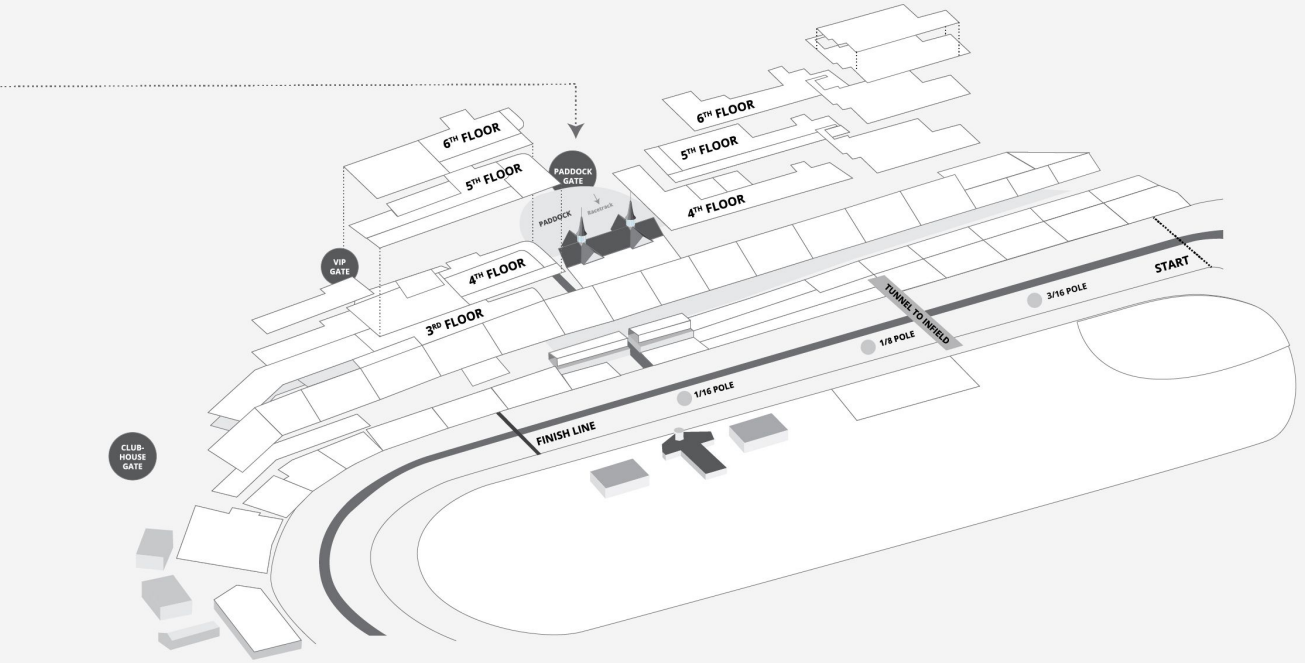 6TH FLOOR
5TH FLOOR
PADDOCK
GATE
PADDOCK
Racetrack
6TH FLOOR
5TH FLOOR
4TH FLOOR
VIP
GATE
4TH FLOOR
3RD FLOOR
START
TUNNEL TO INFIELD
3/16 POLE
1/8 POLE
1/16 POLE
FINISH LINE
CLUB-
HOUSE
GATE